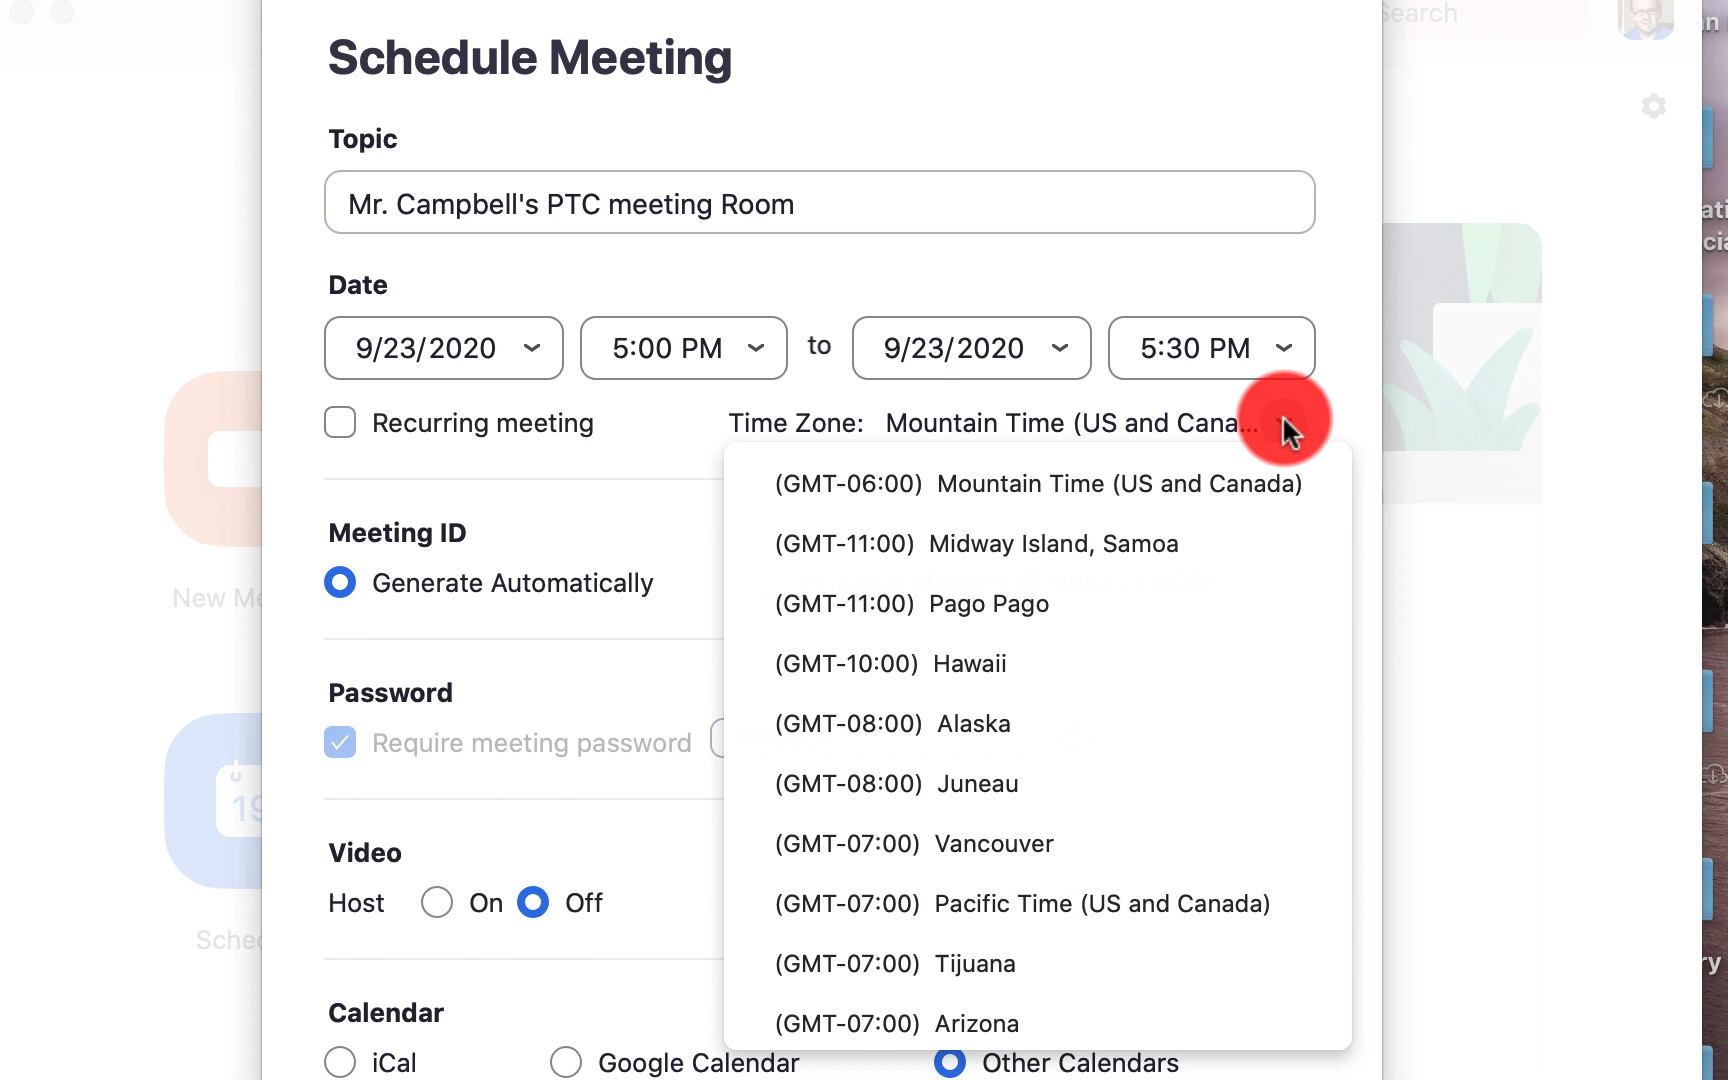 Search
Schedule Meeting
Topic
Mr. Campbell's PTC meeting Room
Date
9/23/2020 5:00 PM to 9/23/2020 5:30 PM
Recurring meeting Time Zone: Mountain Time (US and Cana...
(GMT-06:00) Mountain Time (US and Canada)
Meeting ID
(GMT-11:00) Midway Island, Samoa
Generate Automatically
New Me
(GMT-11:00) Pago Pago
(GMT-10:00) Hawaii
Password
(GMT-08:00) Alaska
Require meeting password
(GMT-08:00) Juneau
19
Video
(GMT-07:00) Vancouver
Host On Off
(GMT-07:00) Pacific Time (US and Canada)
Sched
(GMT-07:00) Tijuana
Calendar
(GMT-07:00) Arizona
iCal Google Calendar Other Calendars